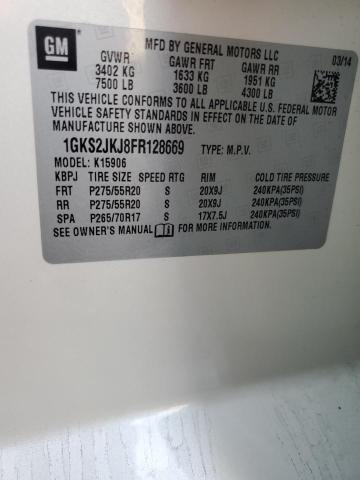 GM
MFD BY GENERAL MOTORS LLC
03/14
GVWR GAWR FRT GAWR RR
3402 KG 1633 KG 1951 KG
7500 LB 3600 LB 4300 LB
THIS VEHICLE CONFORMS TO ALL APPLICABLE U.S. FEDERAL MOTOR
VEHICLE SAFETY STANDARDS IN EFFECT ON THE DATE OF
MANUFACTURE SHOWN ABOVE.
1GKS2JKJ8FR128669 TYPE: M.P.V.
MODEL: K15906
KBPJ TIRE SIZE SPEED RTG RIM COLD TIRE PRESSURE
FRT P275/55R20 S 20X9J 240KPA(35PSI)
RR P275/55R20 S 20X9J 240KPA(35PSI)
SPA P265/70R17 S 17X7.5J 240KPA(35PSI)
SEE OWNER'S MANUAL FOR MORE INFORMATION.